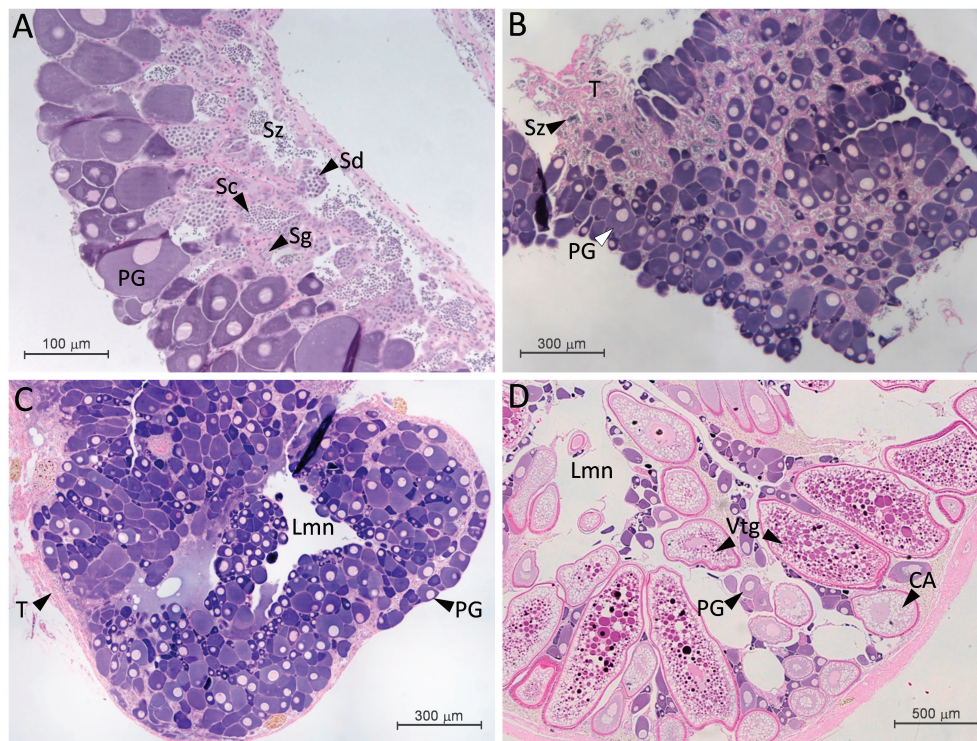 A
Sz
Sd
Sc
Sg
PG
100 μm
B
T
Sz
PG
300 μm
C
Lmn
T
PG
300 μm
D
Lmn
Vtg
CA
PG
500 μm